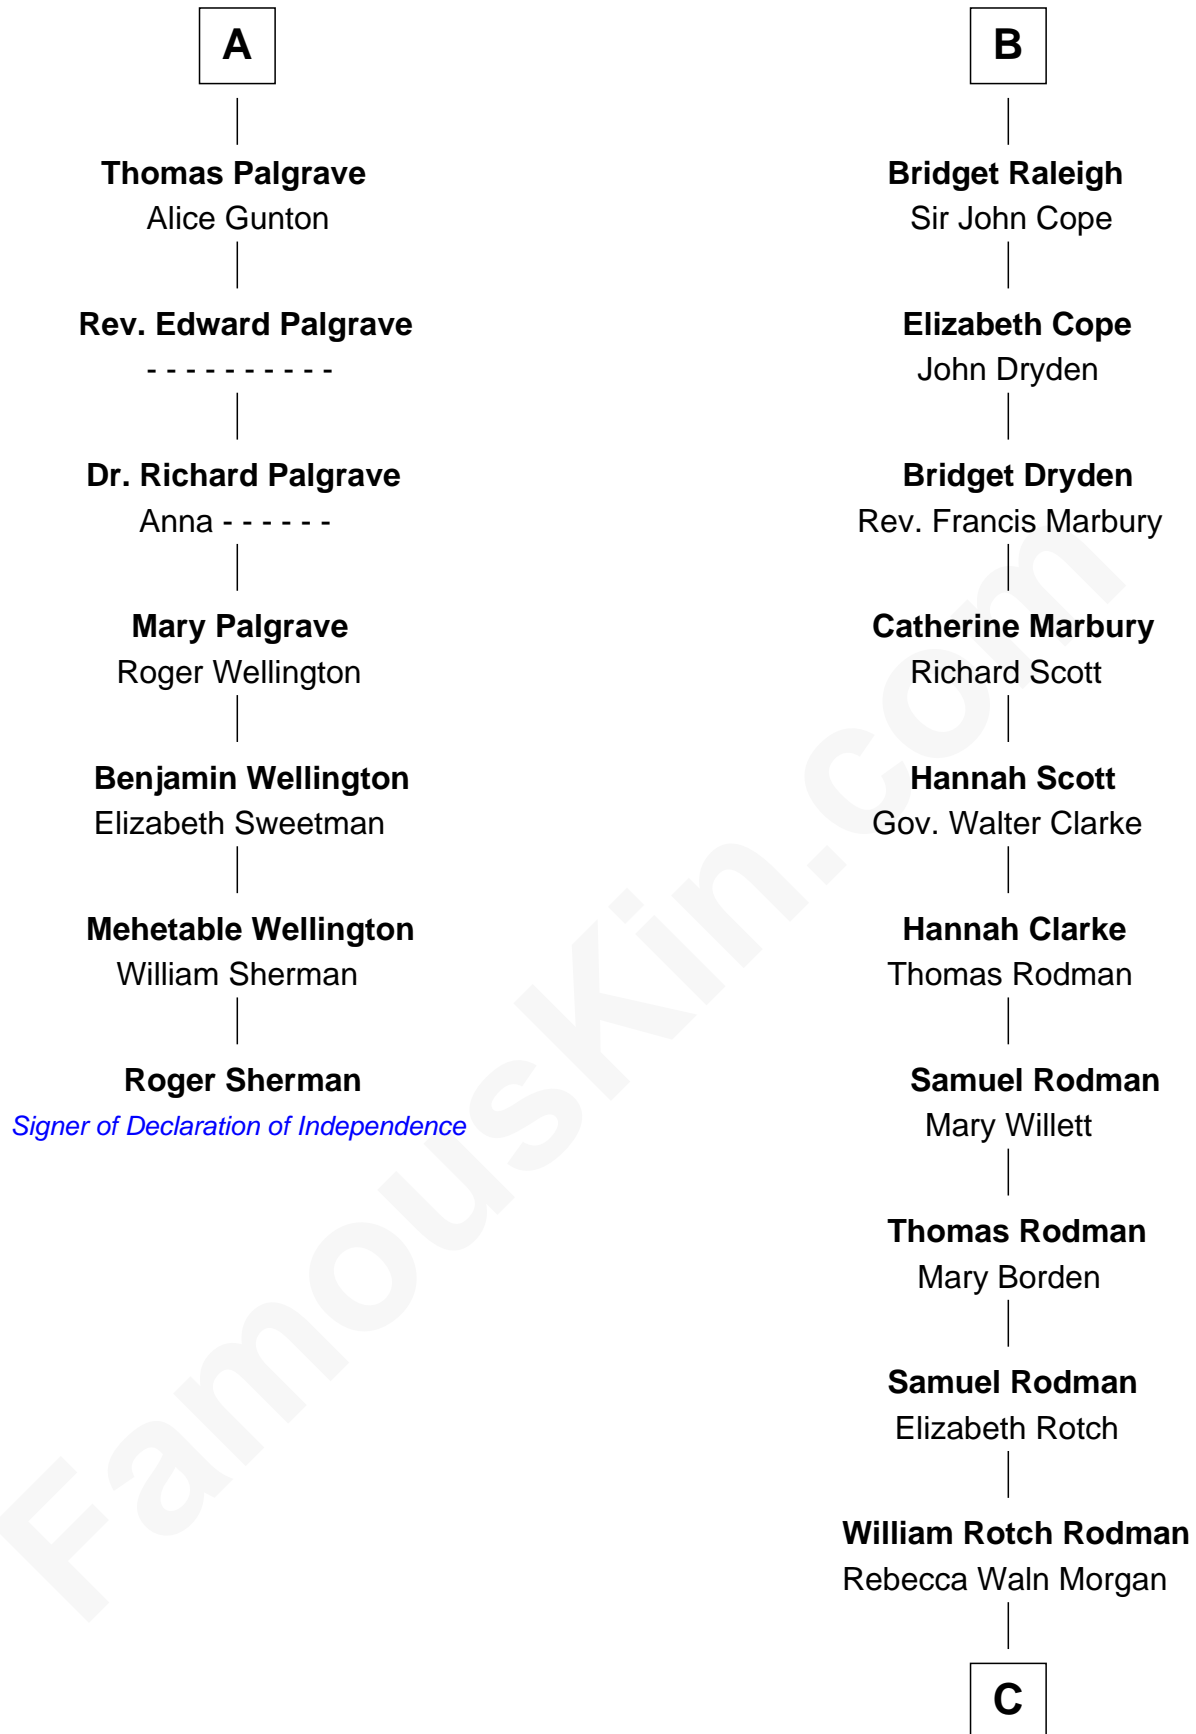 A
Thomas Palgrave
Alice Gunton
Rev. Edward Palgrave
- - - - - - - - - -
Dr. Richard Palgrave
Anna - - - - - -
Mary Palgrave
Roger Wellington
Benjamin Wellington
Elizabeth Sweetman
Mehetable Wellington
William Sherman
Roger Sherman
Signer of Declaration of Independence
B
Bridget Raleigh
Sir John Cope
Elizabeth Cope
John Dryden
Bridget Dryden
Rev. Francis Marbury
Catherine Marbury
Richard Scott
Hannah Scott
Gov. Walter Clarke
Hannah Clarke
Thomas Rodman
Samuel Rodman
Mary Willett
Thomas Rodman
Mary Borden
Samuel Rodman
Elizabeth Rotch
William Rotch Rodman
Rebecca Waln Morgan
C
FamousKin.com